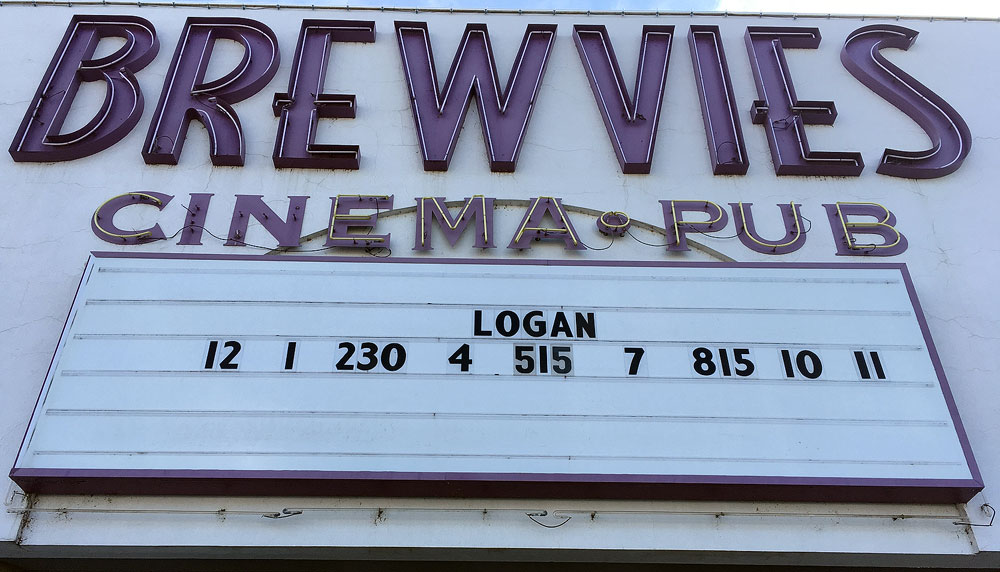 BREWVIES
CINEMA • PUB
LOGAN
12 1 230 4 515 7 815 10 11